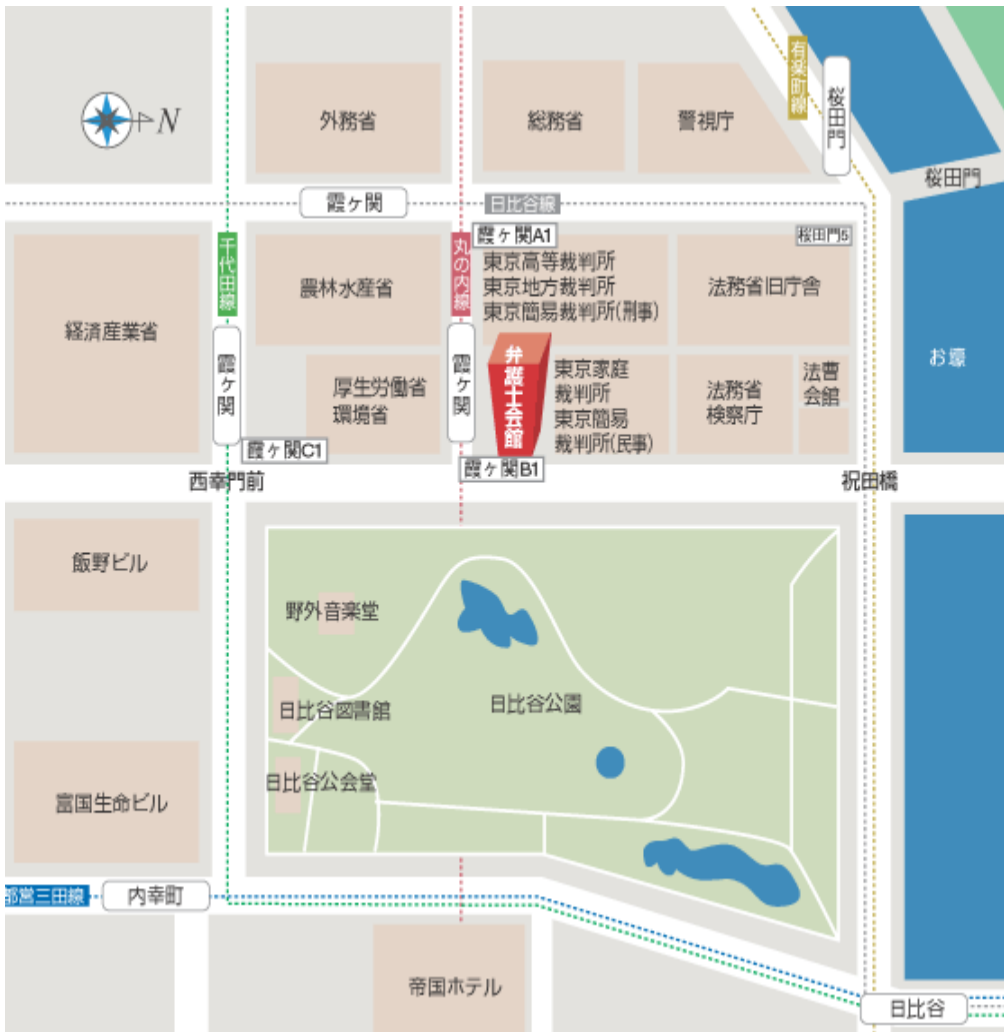 有楽町線
桜田門
N
外務省
総務省
警視庁
桜田門
霞ヶ関
日比谷線
千代田線
丸の内線
霞ヶ関A1
桜田門5
東京高等裁判所
東京地方裁判所
東京簡易裁判所(刑事)
法務省旧庁舎
農林水産省
経済産業省
霞ヶ関
霞ヶ関
弁護士会館
厚生労働省
環境省
東京家庭
裁判所
東京簡易
裁判所(民事)
法務省
検察庁
法曹
会館
お壕
霞ヶ関C1
霞ヶ関B1
西幸門前
祝田橋
飯野ビル
野外音楽堂
日比谷図書館
日比谷公園
日比谷公会堂
富国生命ビル
都営三田線
内幸町
帝国ホテル
日比谷